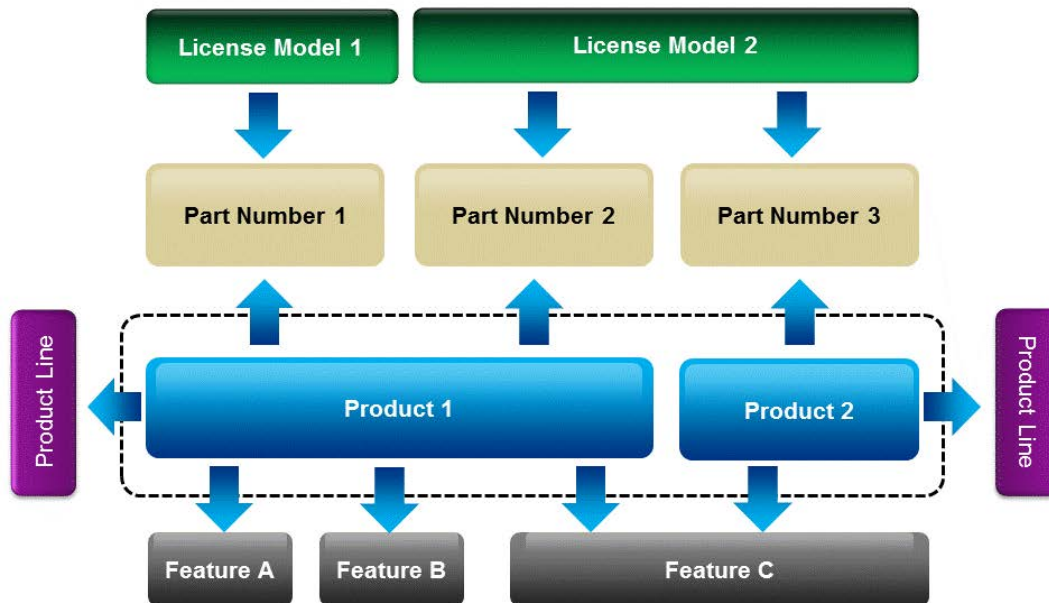 License Model 1
License Model 2
Part Number 1
Part Number 2
Part Number 3
Product Line
Product 1
Product 2
Product Line
Feature A
Feature B
Feature C